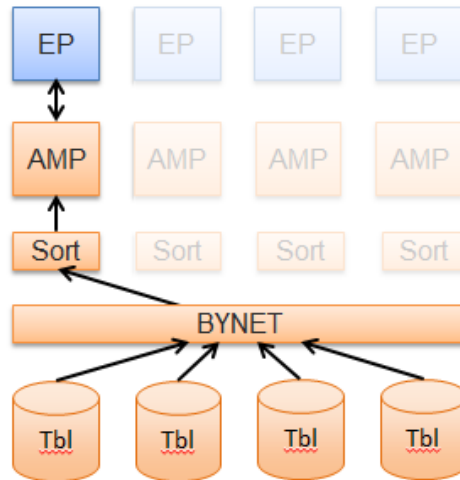 EP EP EP EP
AMP AMP AMP AMP
Sort Sort Sort Sort
BYNET
Tbl Tbl Tbl Tbl